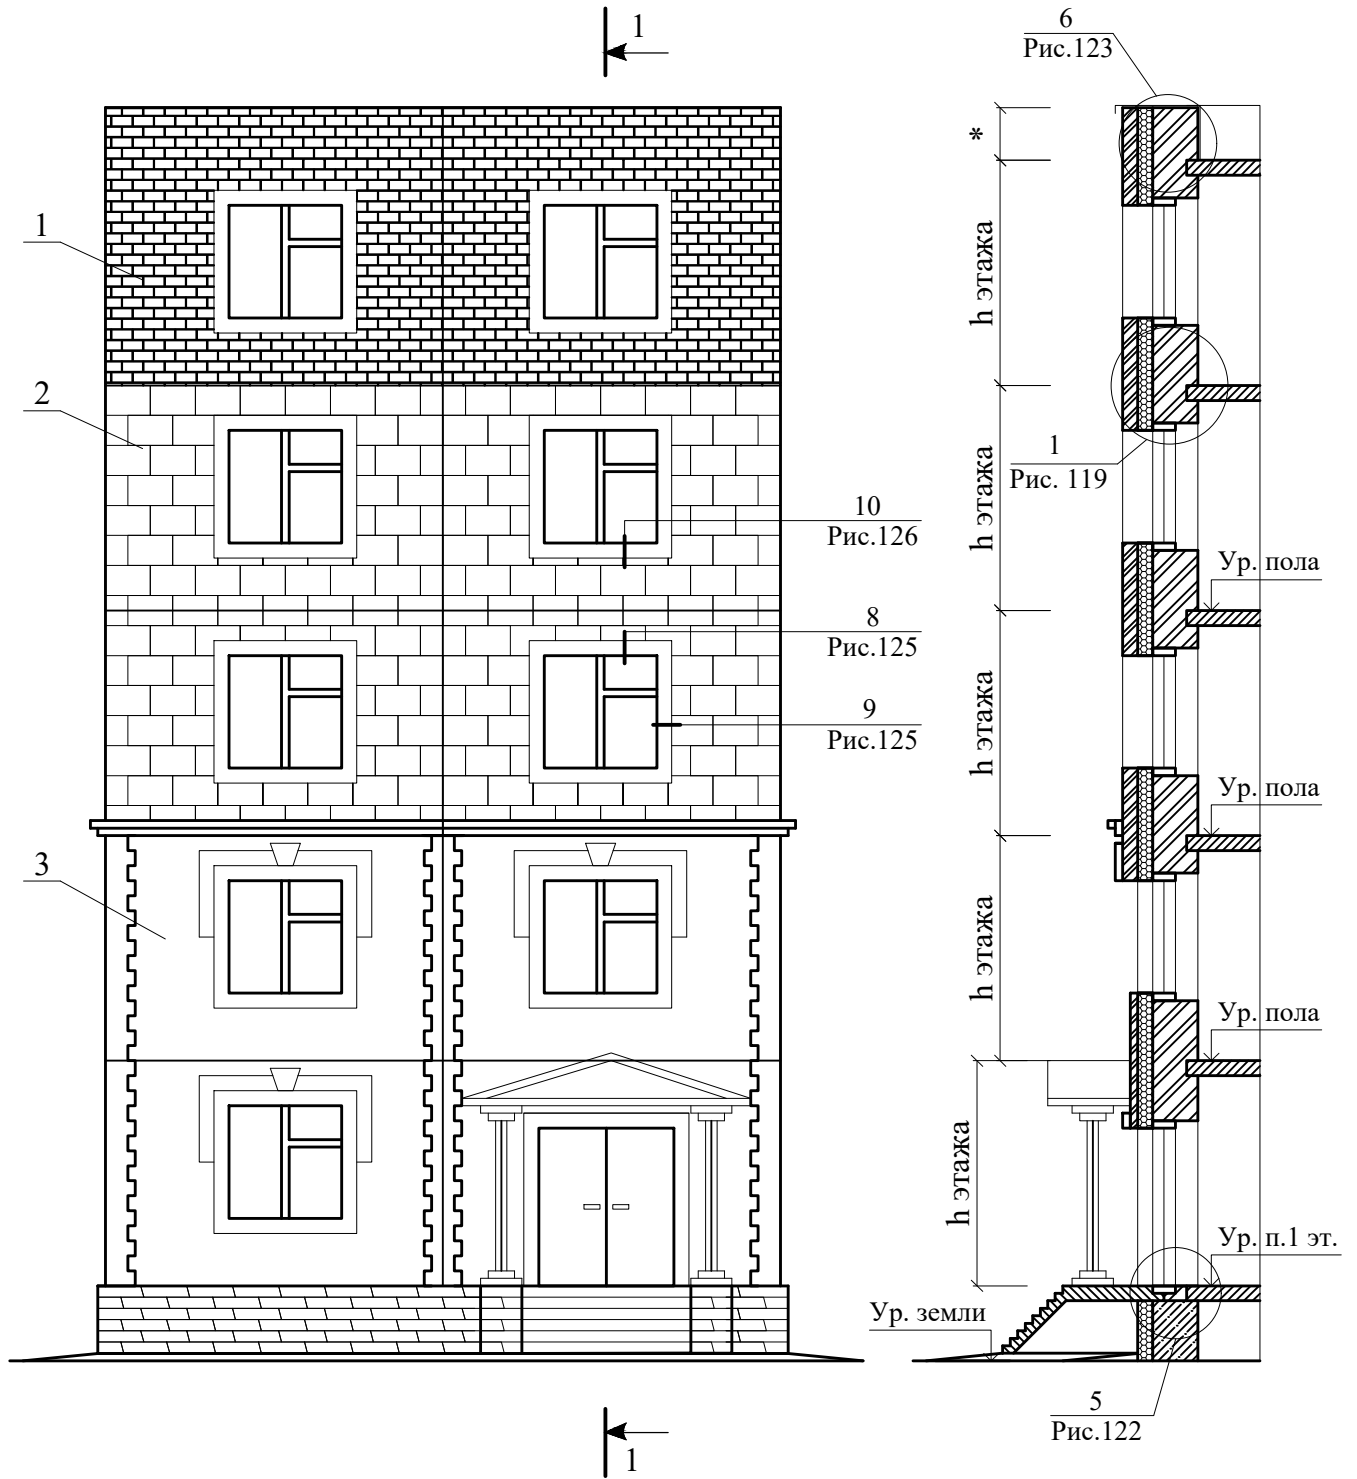 1
6
Рис.123
*
h этажа
1
2
1
Рис. 119
h этажа
10
Рис.126
Ур. пола
8
Рис.125
h этажа
9
Рис.125
Ур. пола
3
h этажа
Ур. пола
h этажа
Ур. п.1 эт.
Ур. земли
5
Рис.122
1